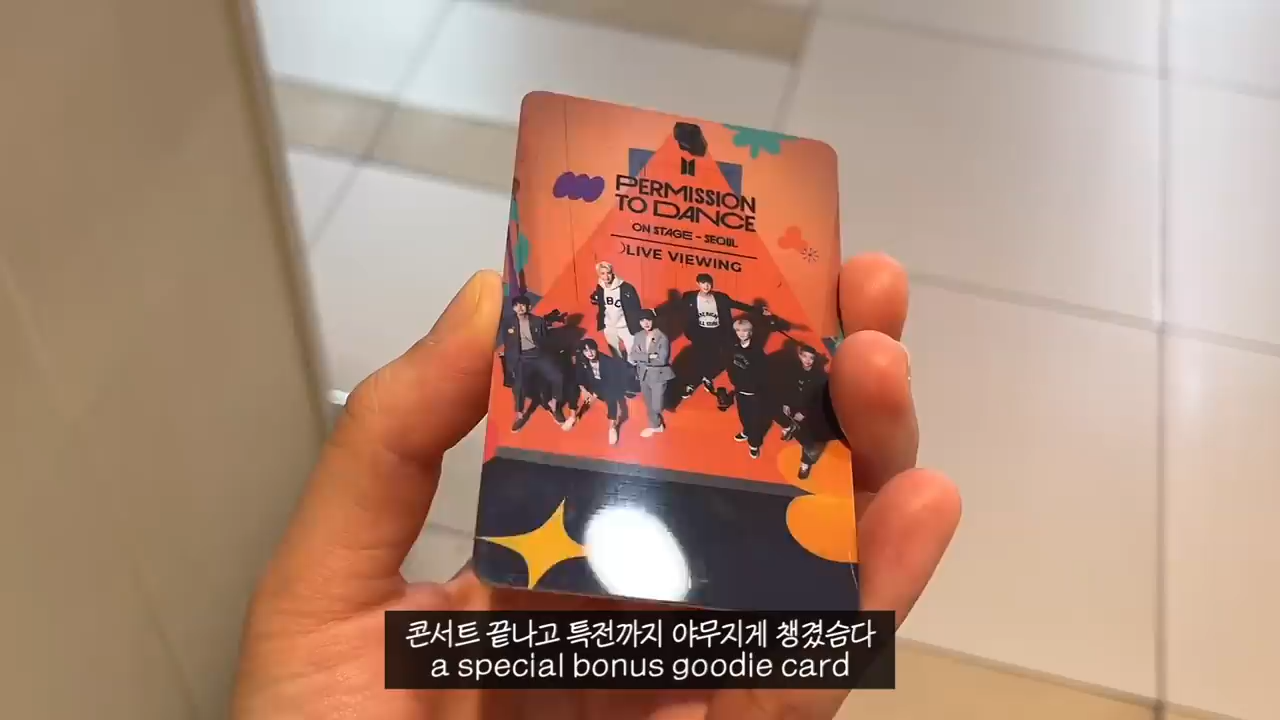 PERMISSION
TO DANCE
ON STAGE - SEOUL
LIVE VIEWING
콘서트 끝나고 특전까지 야무지게 챙겼슴다
a special bonus goodie card